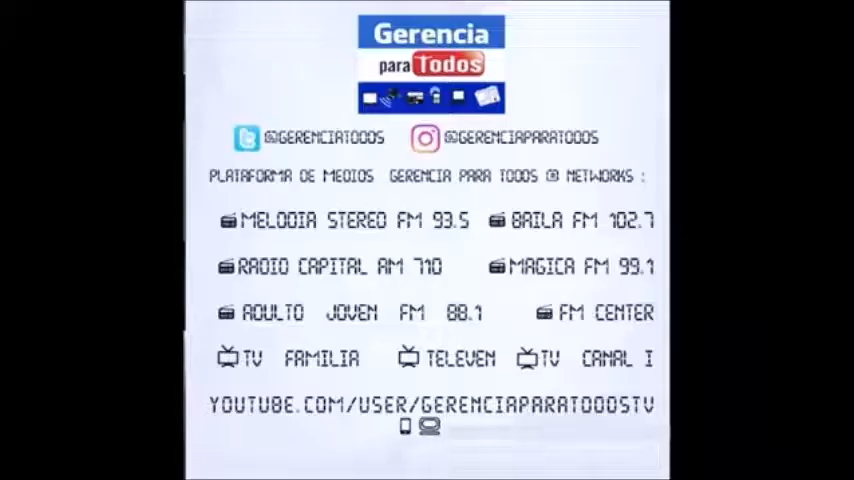 Gerencia
para Todos
@GERENCIATODOS @GERENCIAPARATODOS
PLATAFORMA DE MEDIOS GERENCIA PARA TODOS ® NETWORKS :
MELODIA STEREO FM 93.5 BAILA FM 102.7
RADIO CAPITAL AM 710 MAGICA FM 99.1
ADULTO JOVEN FM 88.1 FM CENTER
TV FAMILIA TELEVEN TV CANAL I
YOUTUBE.COM/USER/GERENCIAPARATODOSTV